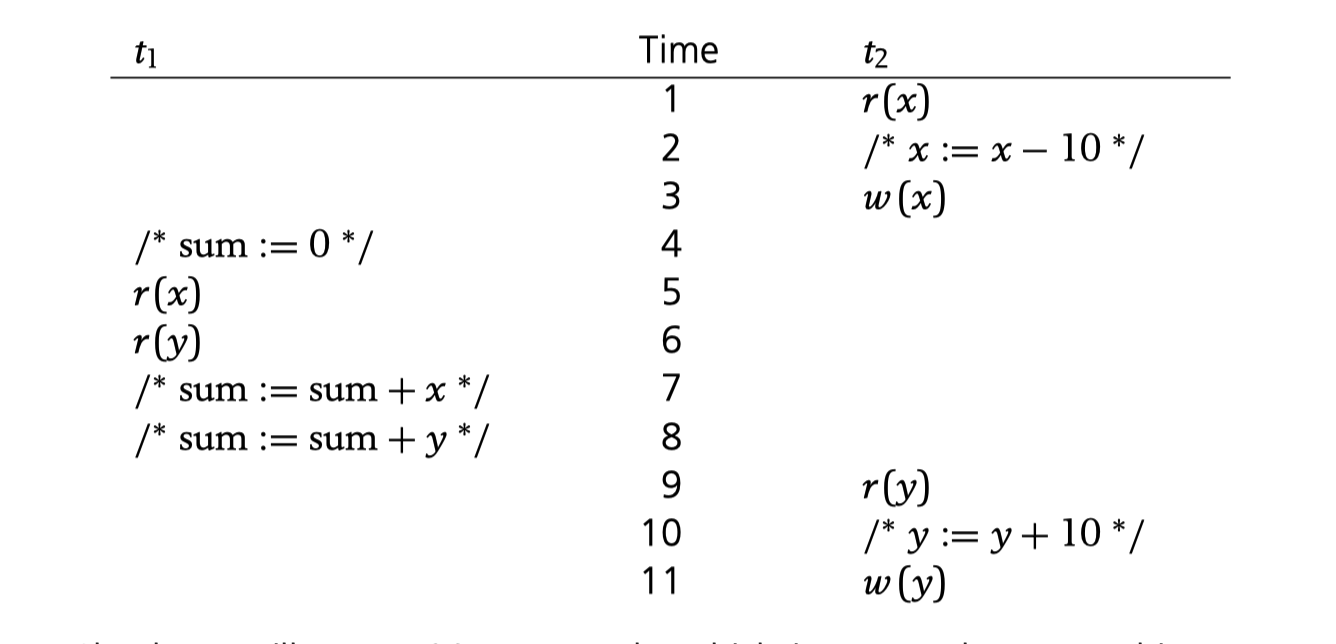 t1 Time t2
1 r(x)
2 /* x := x − 10 */
3 w(x)
/* sum := 0 */ 4
r(x) 5
r(y) 6
/* sum := sum + x */ 7
/* sum := sum + y */ 8
9 r(y)
10 /* y := y + 10 */
11 w(y)